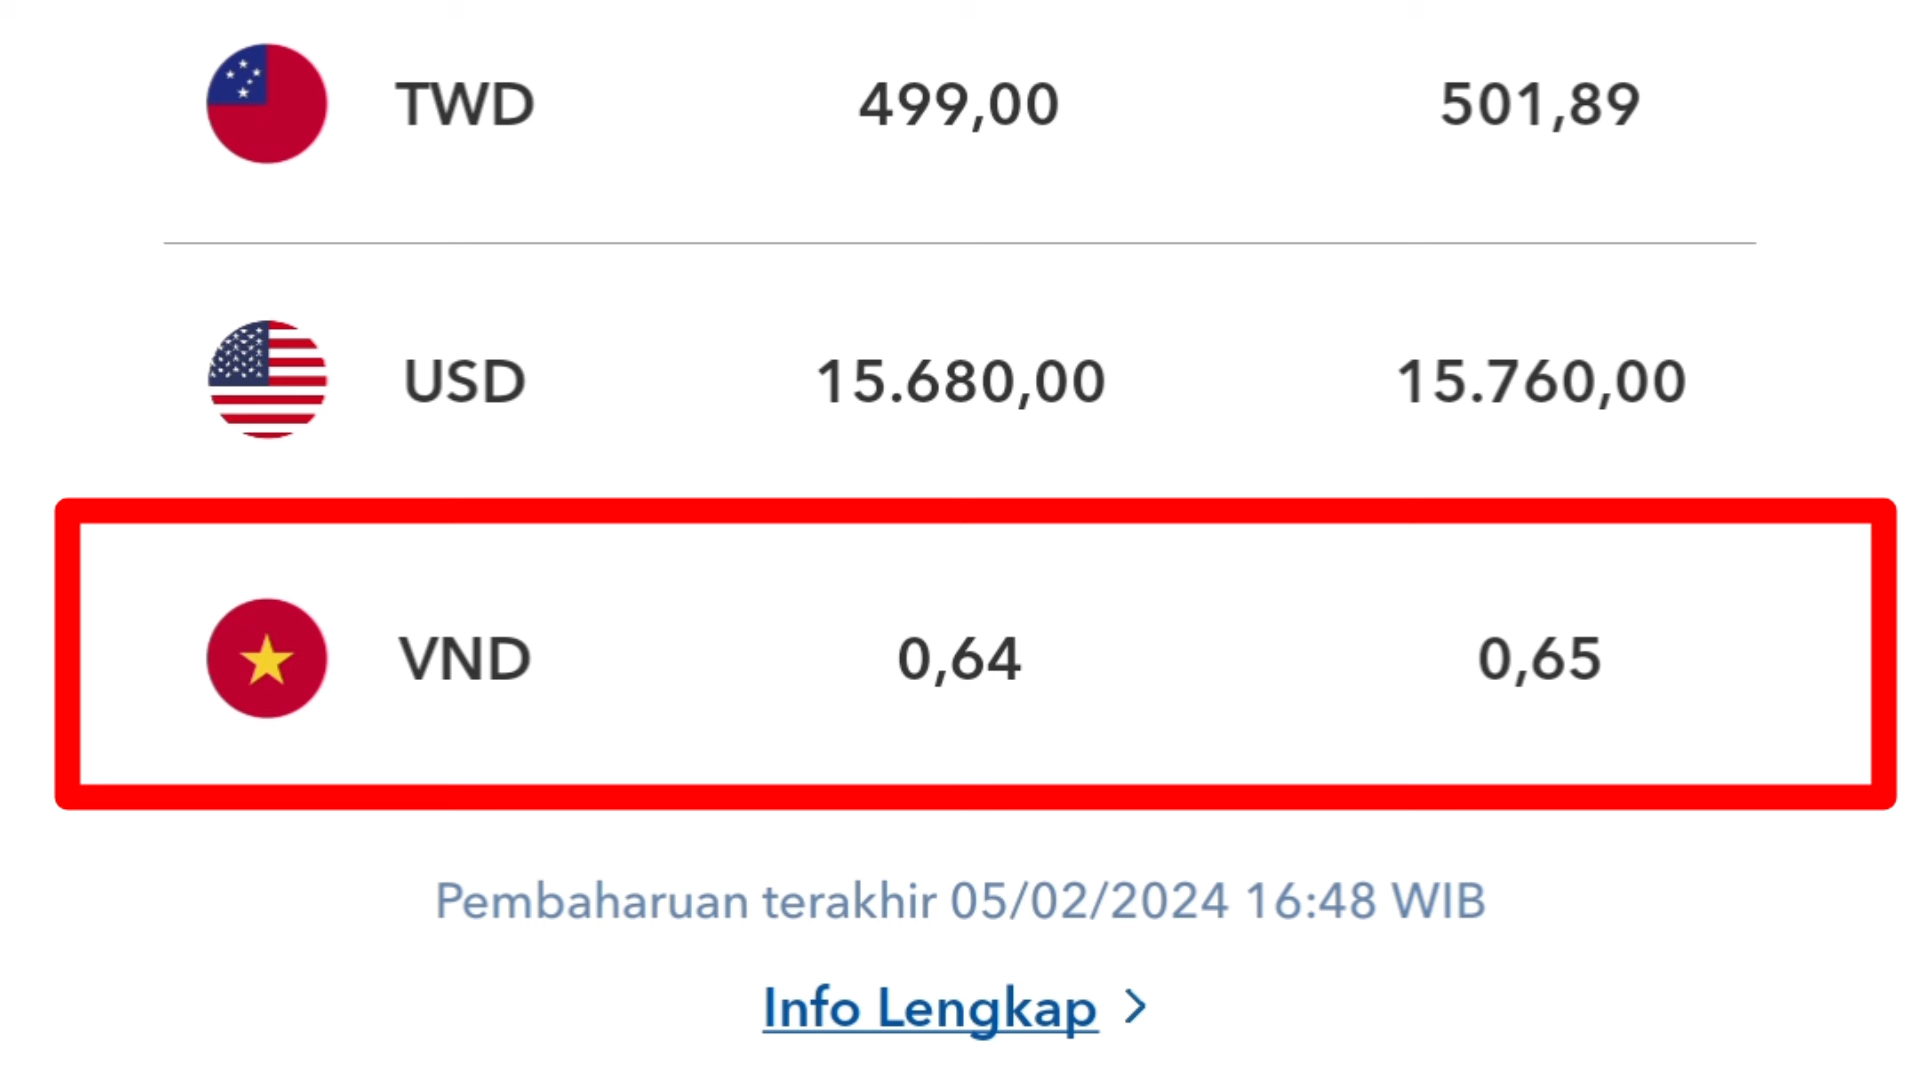 TWD 499,00 501,89
USD 15.680,00 15.760,00
VND 0,64 0,65
Pembaharuan terakhir 05/02/2024 16:48 WIB
Info Lengkap >